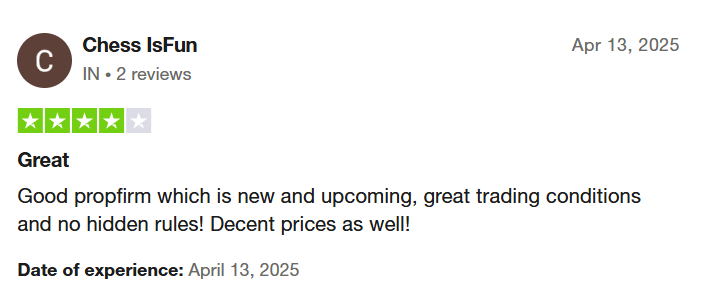 C
Chess IsFun
Apr 13, 2025
IN • 2 reviews
Great
Good propfirm which is new and upcoming, great trading conditions
and no hidden rules! Decent prices as well!
Date of experience: April 13, 2025